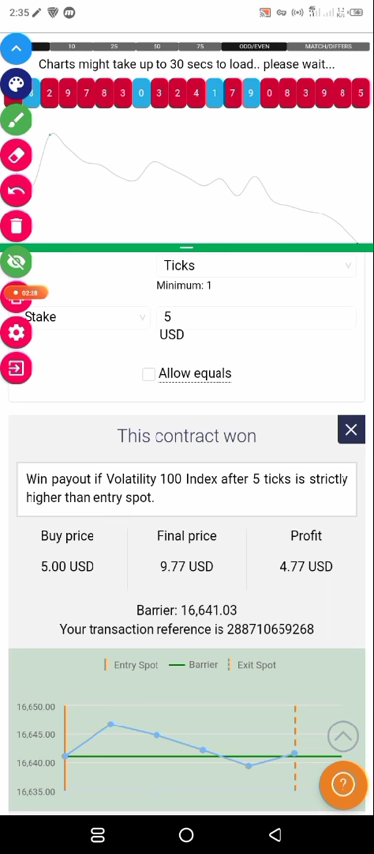 2:35
10 25 50 75 ODD/EVEN MATCH/DIFFERS
Charts might take up to 30 secs to load.. please wait...
3 2 9 7 8 3 0 3 2 4 1 7 9 0 8 3 9 8 5
Ticks
Minimum: 1
02:28
Stake 5
USD
Allow equals
This contract won
Win payout if Volatility 100 Index after 5 ticks is strictly
higher than entry spot.
Buy price Final price Profit
5.00 USD 9.77 USD 4.77 USD
Barrier: 16,641.03
Your transaction reference is 288710659268
Entry Spot Barrier Exit Spot
16,650.00
16,645.00
16,640.00
16,635.00